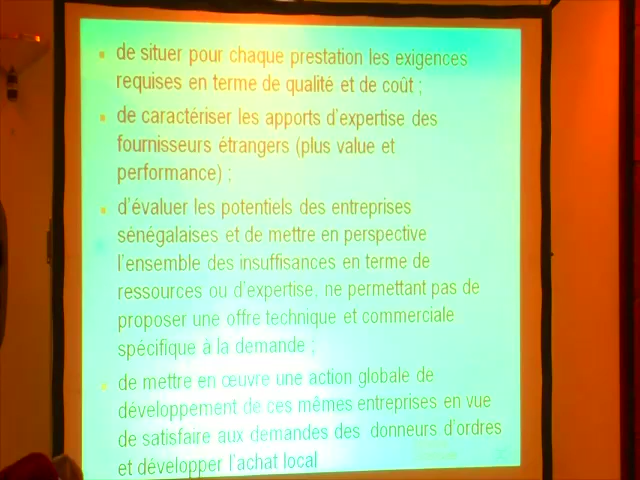 de situer pour chaque prestation les exigences
requises en terme de qualité et de coût ;
de caractériser les apports d'expertise des
fournisseurs étrangers (plus value et
performance) ;
d'évaluer les potentiels des entreprises
sénégalaises et de mettre en perspective
l'ensemble des insuffisances en terme de
ressources ou d'expertise, ne permettant pas de
proposer une offre technique et commerciale
spécifique à la demande ;
de mettre en œuvre une action globale de
développement de ces mêmes entreprises en vue
de satisfaire aux demandes des donneurs d'ordres
et développer l'achat local